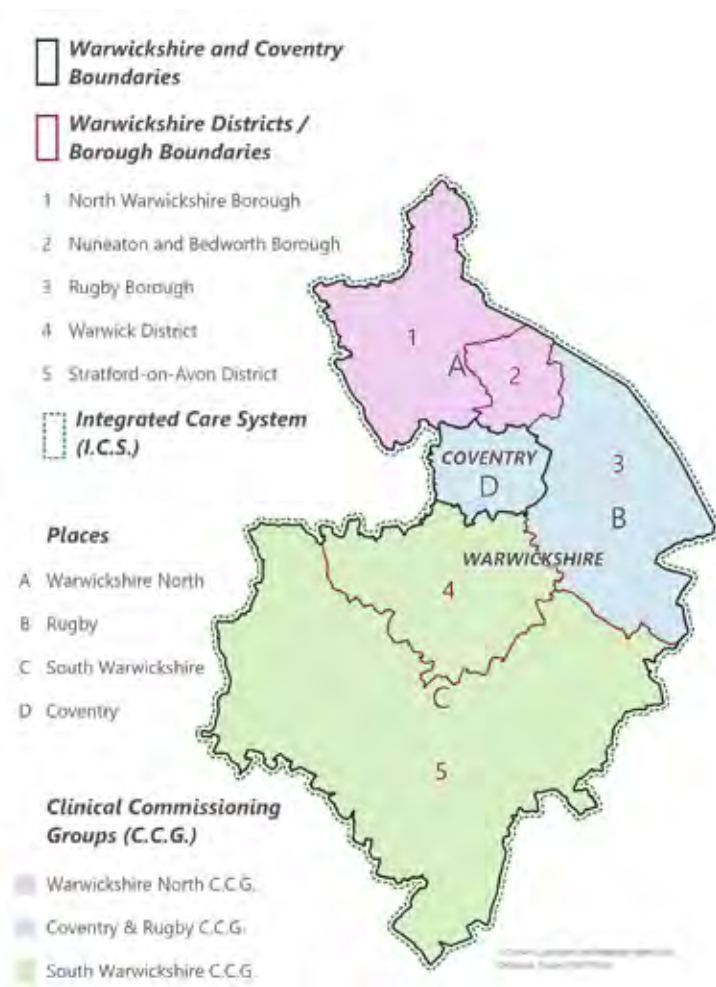 Warwickshire and Coventry
Boundaries
Warwickshire Districts /
Borough Boundaries
1 North Warwickshire Borough
2 Nuneaton and Bedworth Borough
3 Rugby Borough
4 Warwick District
5 Stratford-on-Avon District
Integrated Care System
(I.C.S.)
Places
A Warwickshire North
B Rugby
C South Warwickshire
D Coventry
Clinical Commissioning
Groups (C.C.G.)
Warwickshire North C.C.G.
Coventry & Rugby C.C.G.
South Warwickshire C.C.G.
1
A
2
COVENTRY
D
3
B
WARWICKSHIRE
4
C
5